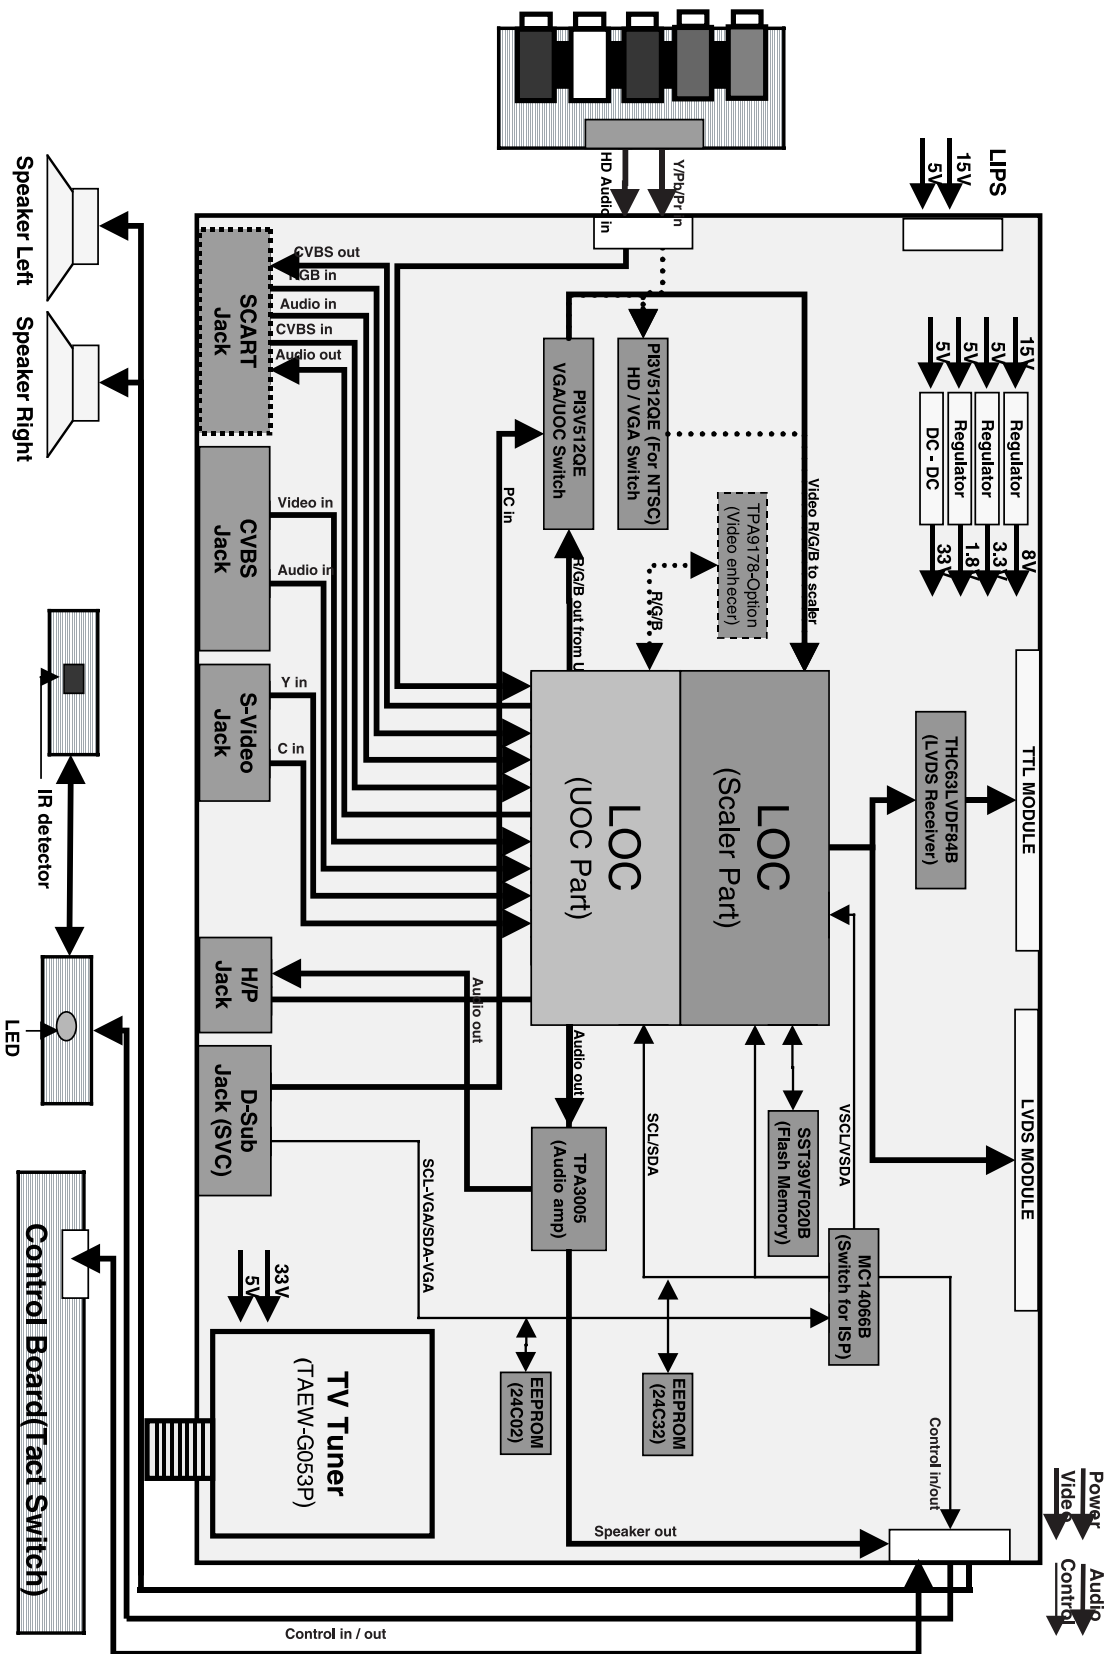 LIPS
15V
5V
Y/Pb/Pr in
HD Audio in
15V
5V
5V
5V
Regulator
Regulator
Regulator
DC - DC
8V
3.3V
1.8V
33V
TTL MODULE
LVDS MODULE
THC63LVDF84B
(LVDS Receiver)
PI3V512QE (For NTSC)
HD / VGA Switch
PI3V512QE
VGA/UOC Switch
TPA9178-Option
(Video enhecer)
Video R/G/B to scaler
R/G/B
R/G/B out from U
PC in
LOC
(Scaler Part)
LOC
(UOC Part)
CVBS out
RGB in
Audio in
CVBS in
Audio out
SCART
Jack
Video in
Audio in
CVBS
Jack
Y in
C in
S-Video
Jack
H/P
Jack
Audio out
Audio out
D-Sub
Jack (SVC)
SCL-VGA/SDA-VGA
SCL/SDA
VSCL/VSDA
SST39VF020B
(Flash Memory)
MC14066B
(Switch for ISP)
TPA3005
(Audio amp)
EEPROM
(24C02)
EEPROM
(24C32)
33V
5V
TV Tuner
(TAEW-G053P)
Speaker out
Control in/out
Power
Video
Audio
Control
Speaker Left
Speaker Right
IR detector
LED
Control Board(Tact Switch)
Control in / out